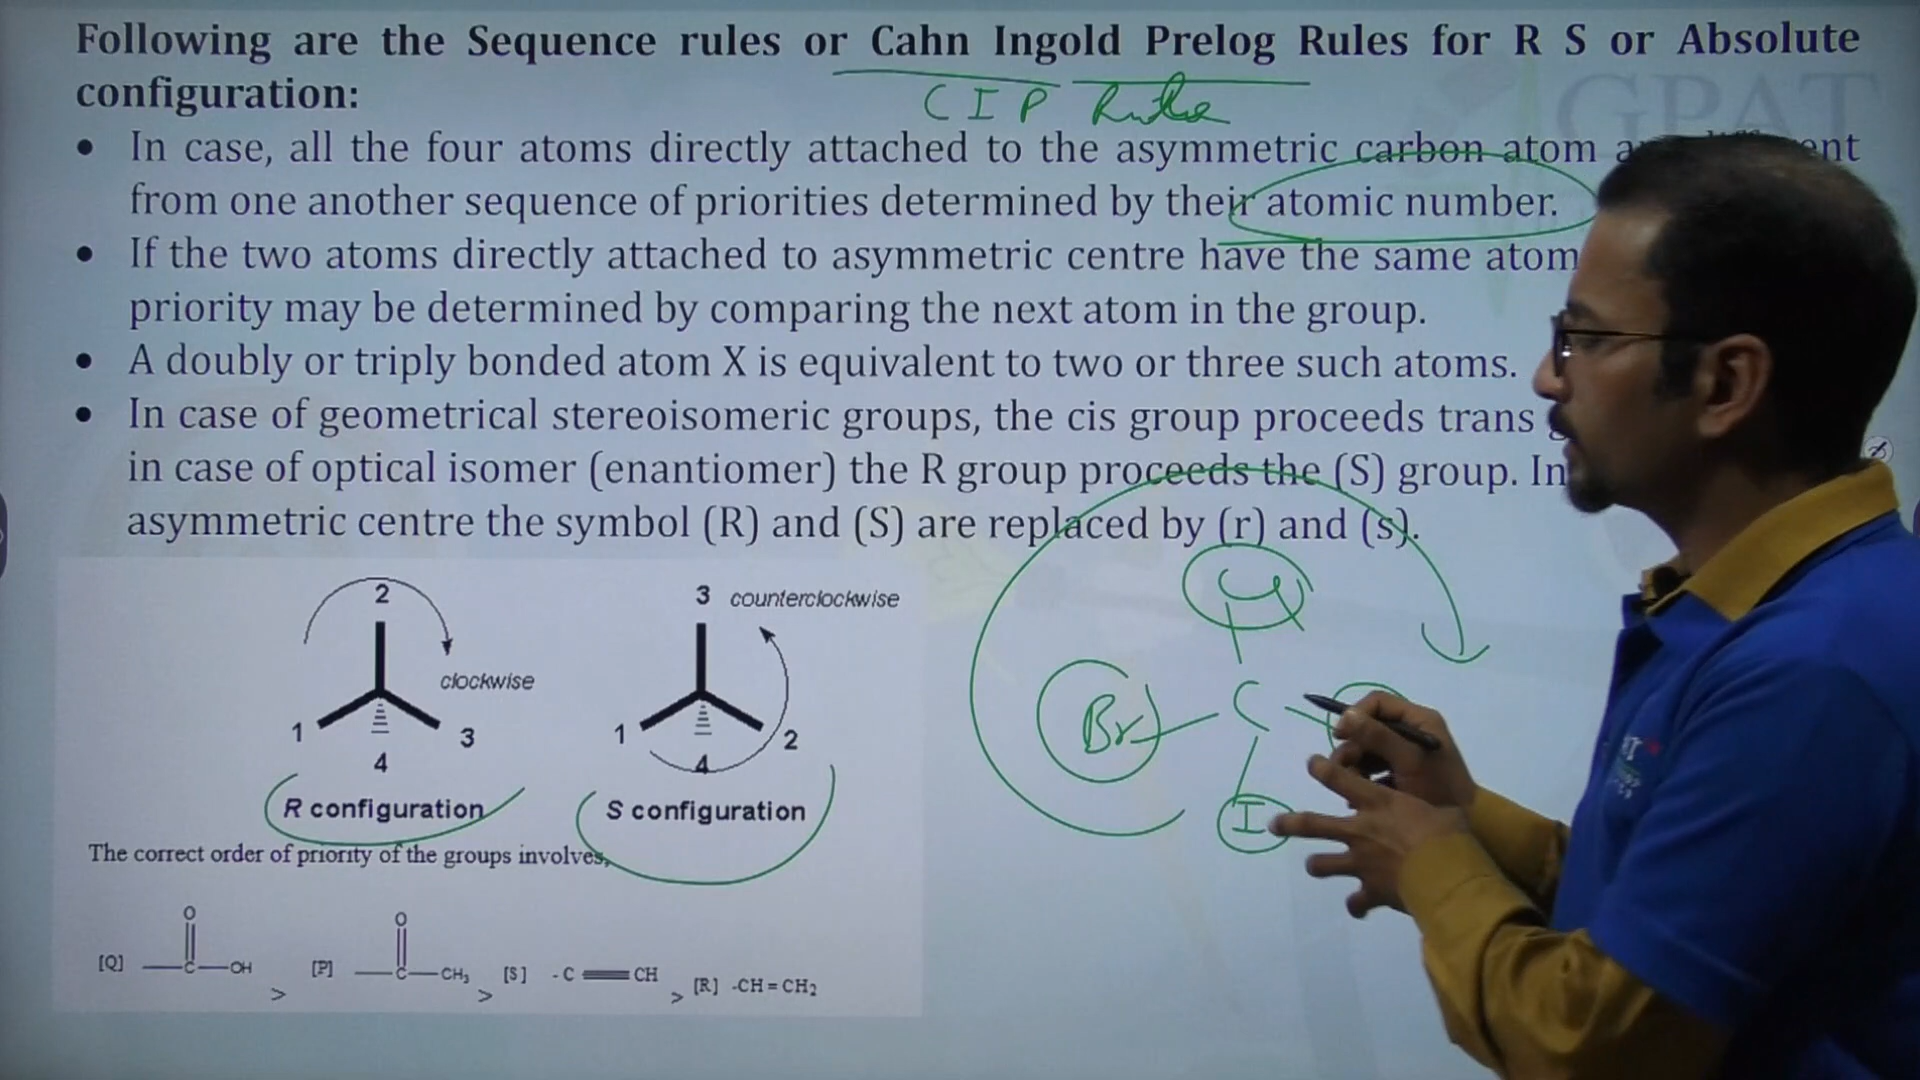 Following are the Sequence rules or Cahn Ingold Prelog Rules for R S or Absolute
configuration:
CIP Rules
GPAT
• In case, all the four atoms directly attached to the asymmetric carbon atom
from one another sequence of priorities determined by their atomic number.
• If the two atoms directly attached to asymmetric centre have the same atom
priority may be determined by comparing the next atom in the group.
• A doubly or triply bonded atom X is equivalent to two or three such atoms.
• In case of geometrical stereoisomeric groups, the cis group proceeds trans
in case of optical isomer (enantiomer) the R group proceeds the (S) group. In
asymmetric centre the symbol (R) and (S) are replaced by (r) and (s).
2
clockwise
1
3
4
R configuration
3
counterclockwise
1
2
4
S configuration
Cl
Br
C
I
The correct order of priority of the groups involves,
[Q] O C OH >
[P] O C CH₃ >
[S] -C≡CH >
[R] -CH=CH₂